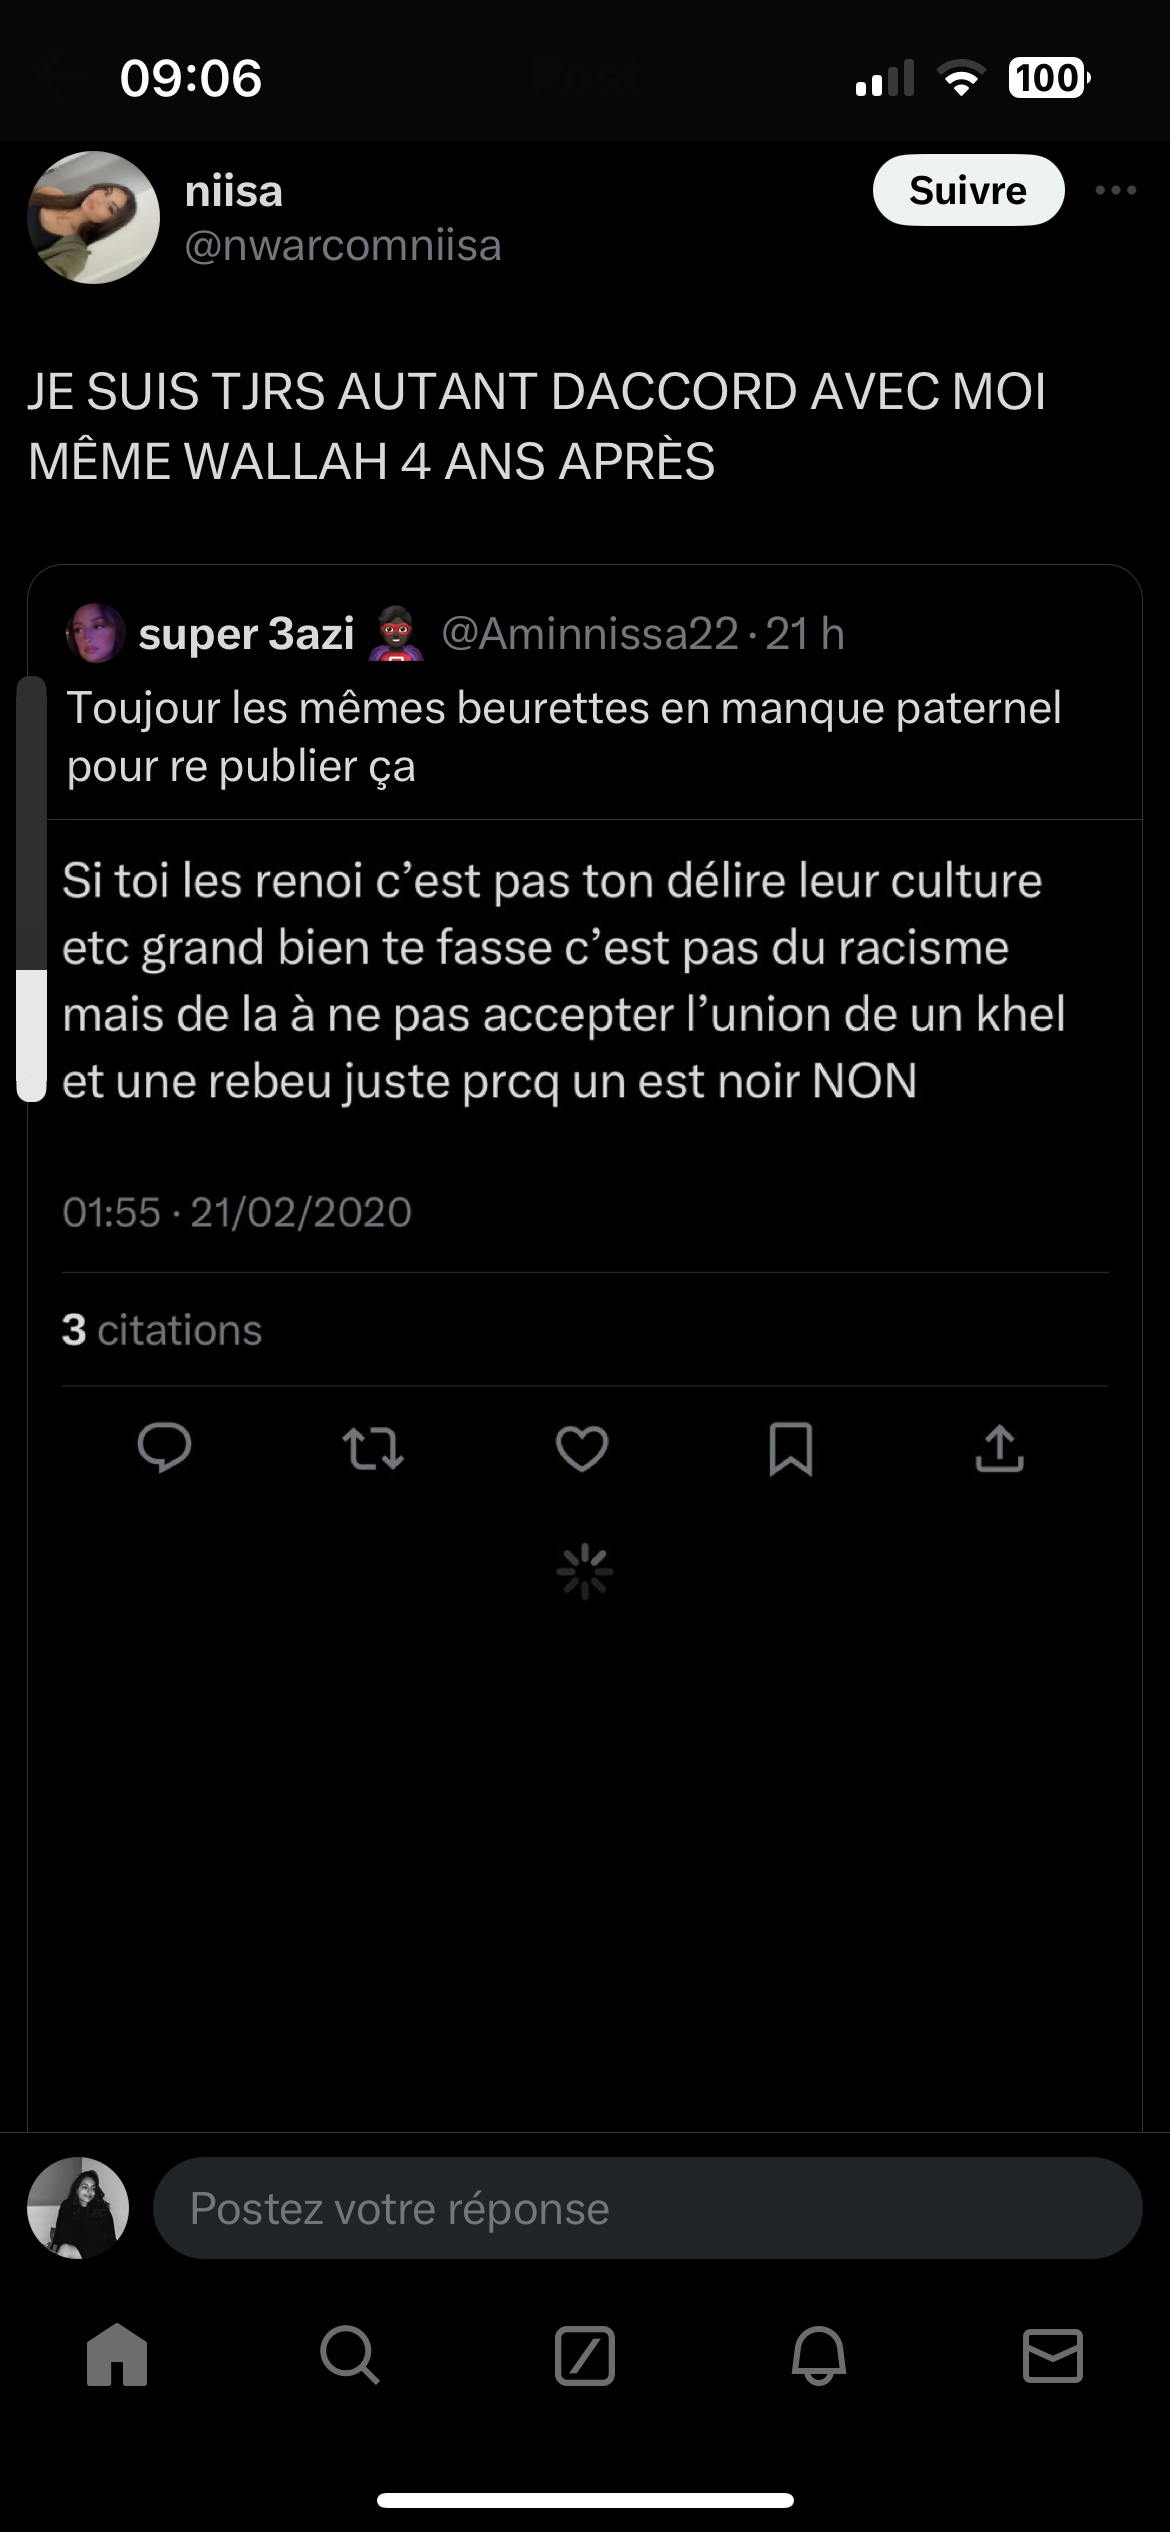 09:06
100
niisa
Suivre
@nwarcomniisa
JE SUIS TJRS AUTANT DACCORD AVEC MOI
MÊME WALLAH 4 ANS APRÈS
super 3azi @Aminnissa22 · 21 h
Toujour les mêmes beurettes en manque paternel
pour re publier ça
Si toi les renoi c’est pas ton délire leur culture
etc grand bien te fasse c’est pas du racisme
mais de la à ne pas accepter l’union de un khel
et une rebeu juste prcq un est noir NON
01:55 · 21/02/2020
3 citations
Postez votre réponse